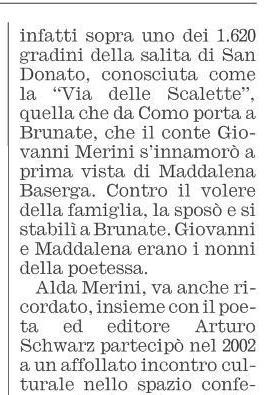 infatti sopra uno dei 1.620
gradini della salita di San
Donato, conosciuta come
la “Via delle Scalette”,
quella che da Como porta a
Brunate, che il conte Gio-
vanni Merini s’innamorò a
prima vista di Maddalena
Baserga. Contro il volere
della famiglia, la sposò e si
stabilì a Brunate. Giovanni
e Maddalena erano i nonni
della poetessa.
Alda Merini, va anche ri-
cordato, insieme con il poe-
ta ed editore Arturo
Schwarz partecipò nel 2002
a un affollato incontro cul-
turale nello spazio confe-